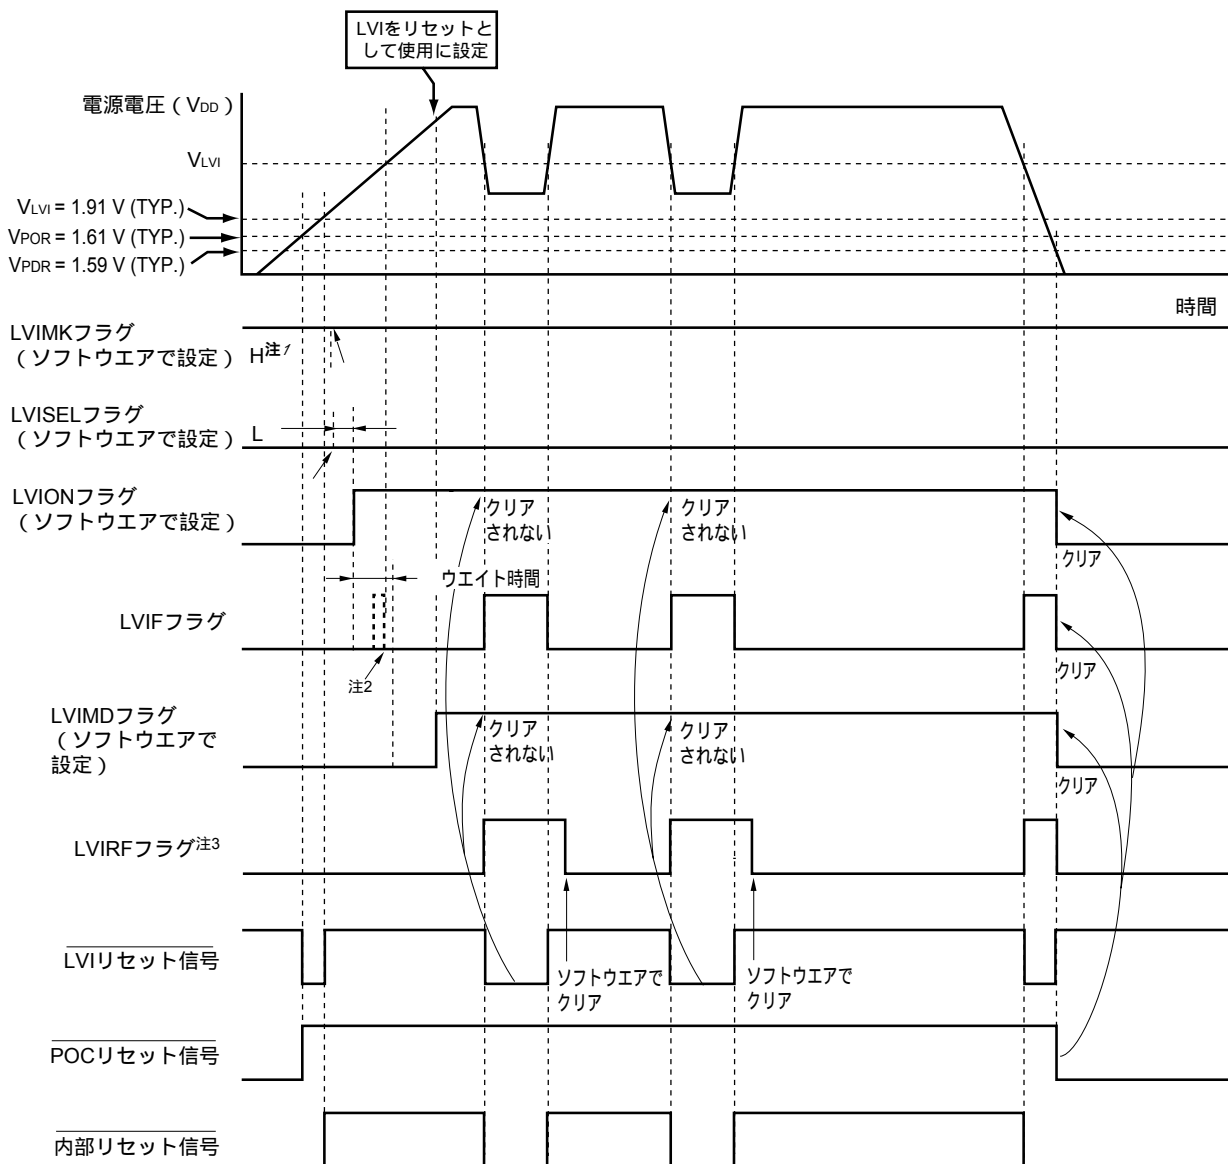 LVIをリセットと
して使用に設定
電源電圧（VDD）
VLVI
VLVI = 1.91 V (TYP.)
VPOR = 1.61 V (TYP.)
VPDR = 1.59 V (TYP.)
時間
LVIMKフラグ
（ソフトウエアで設定）
H注1
LVISELフラグ
（ソフトウエアで設定）
L
LVIONフラグ
（ソフトウエアで設定）
クリア
されない
クリア
されない
クリア
ウエイト時間
LVIFフラグ
注2
クリア
LVIMDフラグ
（ソフトウエアで
設定）
クリア
されない
クリア
されない
クリア
LVIRFフラグ注3
LVIリセット信号
ソフトウエアで
クリア
ソフトウエアで
クリア
POCリセット信号
内部リセット信号